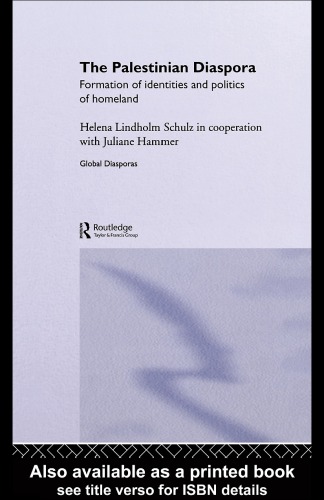 The Palestinian Diaspora
Formation of identities and politics
of homeland
Helena Lindholm Schulz in cooperation
with Juliane Hammer
Global Diasporas
Routledge
Taylor & Francis Group
Also available as a printed book
see title verso for ISBN details